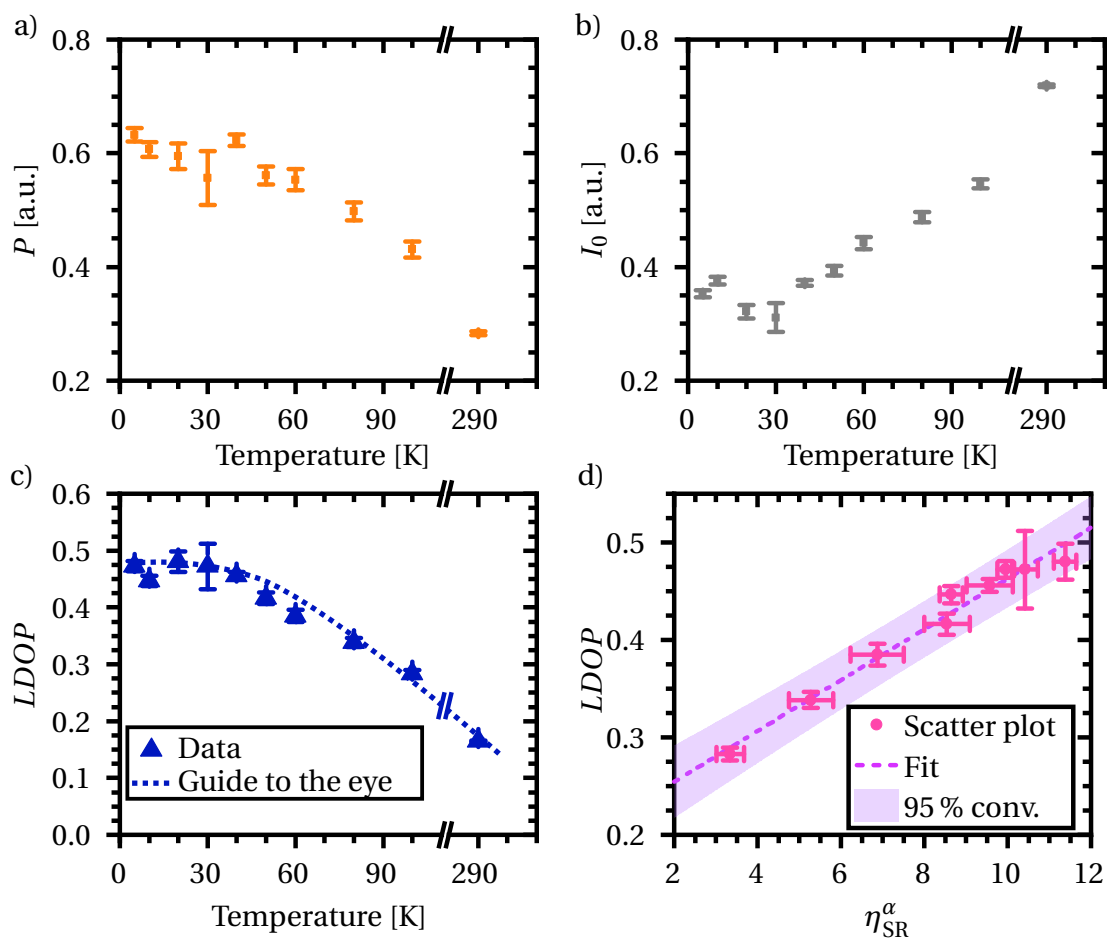 a)
0.8
0.6
0.4
0.2
P [a.u.]
0 30 60 90 290
Temperature [K]
b)
0.8
0.6
0.4
0.2
I₀ [a.u.]
0 30 60 90 290
Temperature [K]
c)
0.6
0.5
0.4
0.3
0.2
0.1
0.0
LDOP
Data
Guide to the eye
0 30 60 90 290
Temperature [K]
d)
0.5
0.4
0.3
0.2
LDOP
Scatter plot
Fit
95 % conv.
2 4 6 8 10 12
η^α_SR